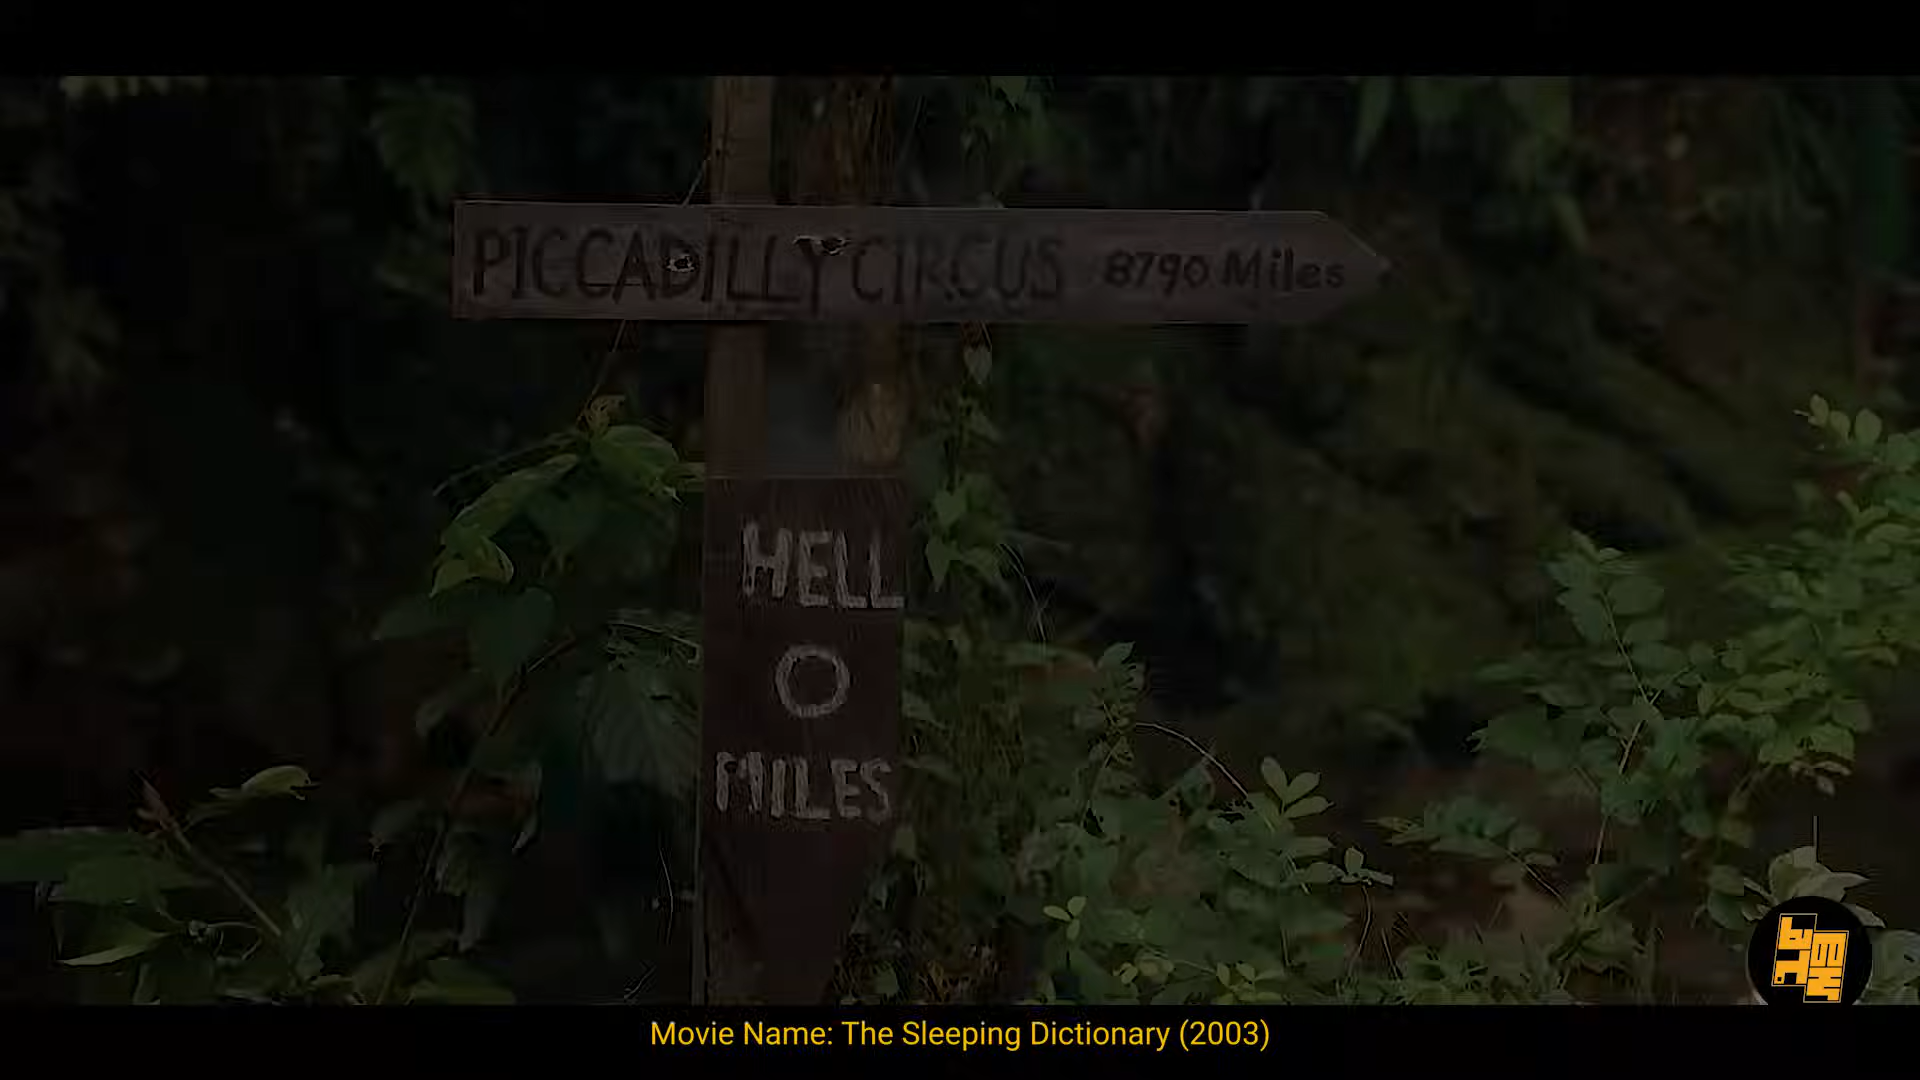 PICCADILLY CIRCUS 8790 Miles
HELL
O
MILES
Movie Name: The Sleeping Dictionary (2003)